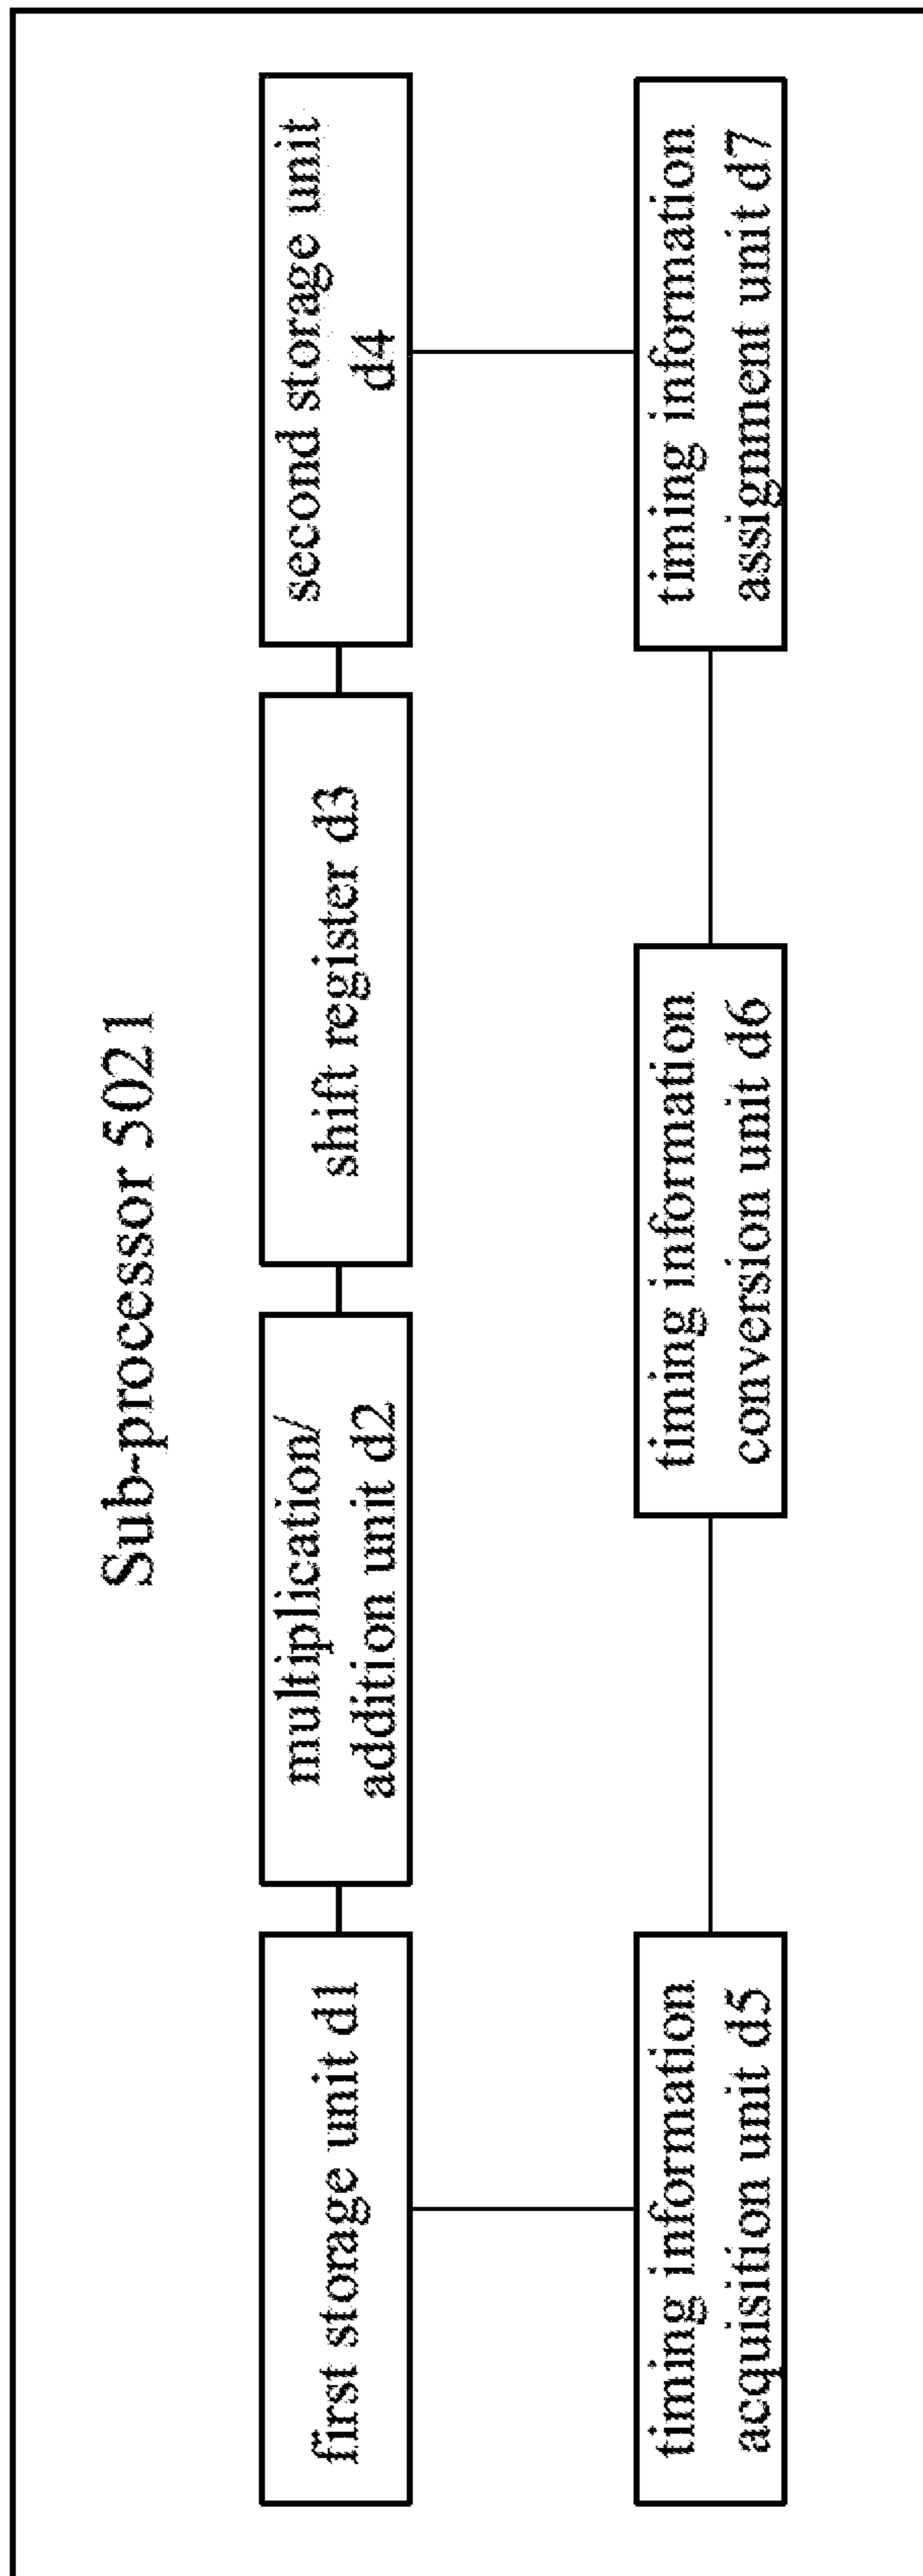 Sub-processor 5021
first storage unit d1
multiplication/
addition unit d2
shift register d3
second storage unit
d4
timing information
acquisition unit d5
timing information
conversion unit d6
timing information
assignment unit d7